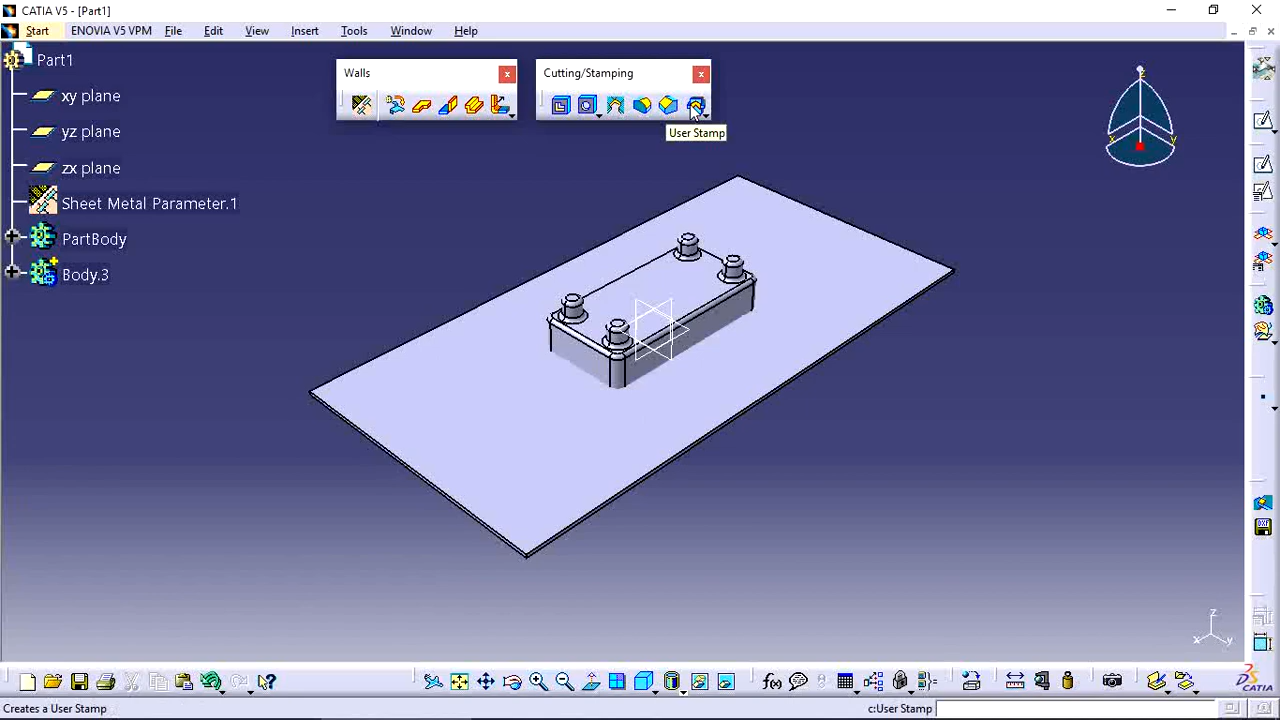 CATIA V5 - [Part1]
Start ENOVIA V5 VPM File Edit View Insert Tools Window Help
Part1
xy plane
yz plane
zx plane
Sheet Metal Parameter.1
PartBody
Body.3
Walls
Cutting/Stamping
User Stamp
z
x
y
z
x
y
f(x)
DXF
CATIA
Creates a User Stamp
c:User Stamp